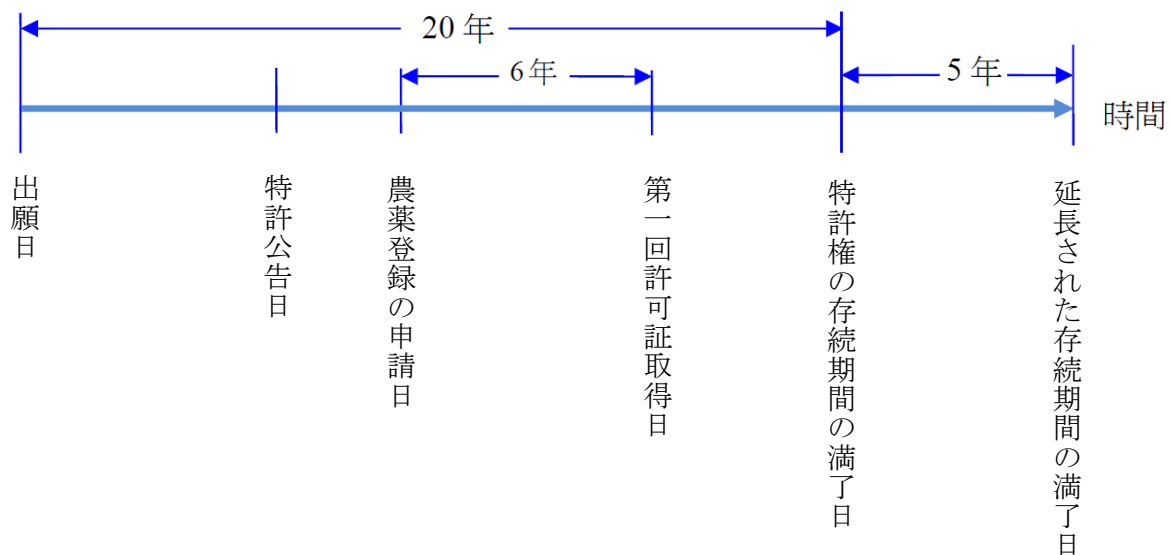 20 年
6 年
5 年
時間
出願日
特許公告日
農薬登録の申請日
第一回許可証取得日
特許権の存続期間の満了日
延長された存続期間の満了日